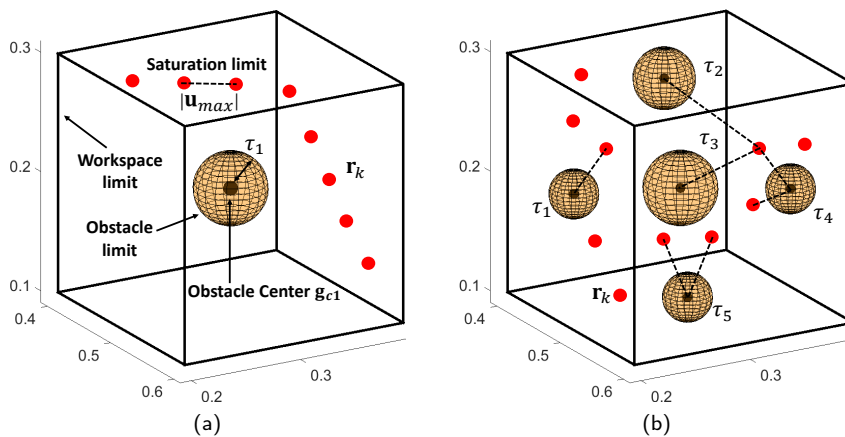 0.3
0.2
0.1
0.4
0.5
0.6
0.2
0.3
Saturation limit
|u_max|
τ_1
r_k
Workspace
limit
Obstacle
limit
Obstacle Center g_c1
(a)
0.3
0.2
0.1
0.4
0.5
0.6
0.2
0.3
τ_2
τ_3
τ_1
τ_4
r_k
τ_5
(b)